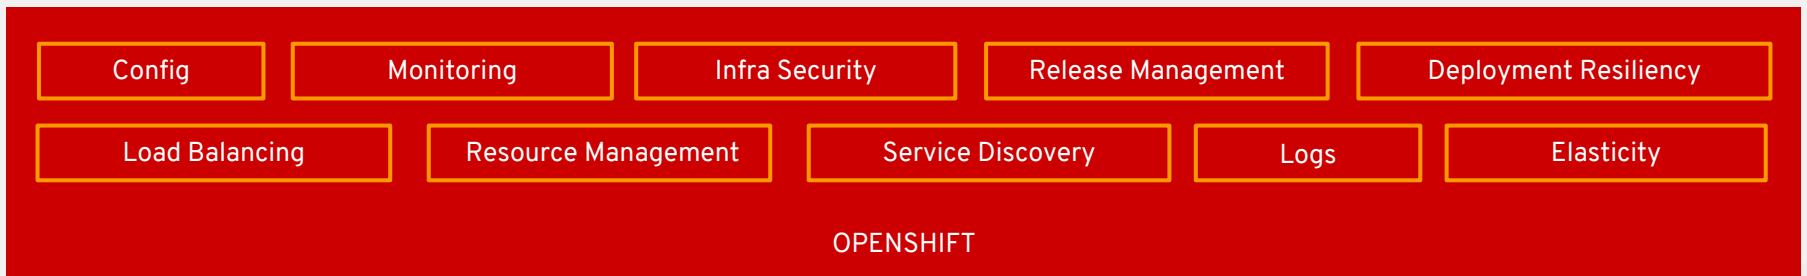 Config
Monitoring
Infra Security
Release Management
Deployment Resiliency
Load Balancing
Resource Management
Service Discovery
Logs
Elasticity
OPENSHIFT